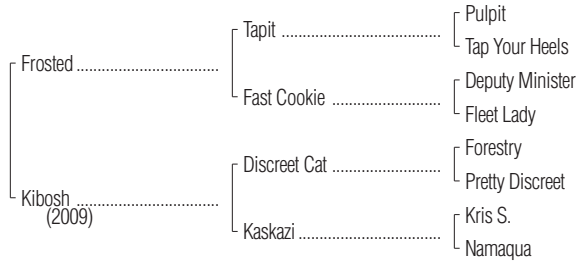 Pulpit
Tapit ........................................
Tap Your Heels
Frosted ....................................
Deputy Minister
Fast Cookie ...........................
Fleet Lady
Forestry
Discreet Cat ...........................
Pretty Discreet
Kibosh ....................................
(2009)
Kris S.
Kaskazi ....................................
Namaqua